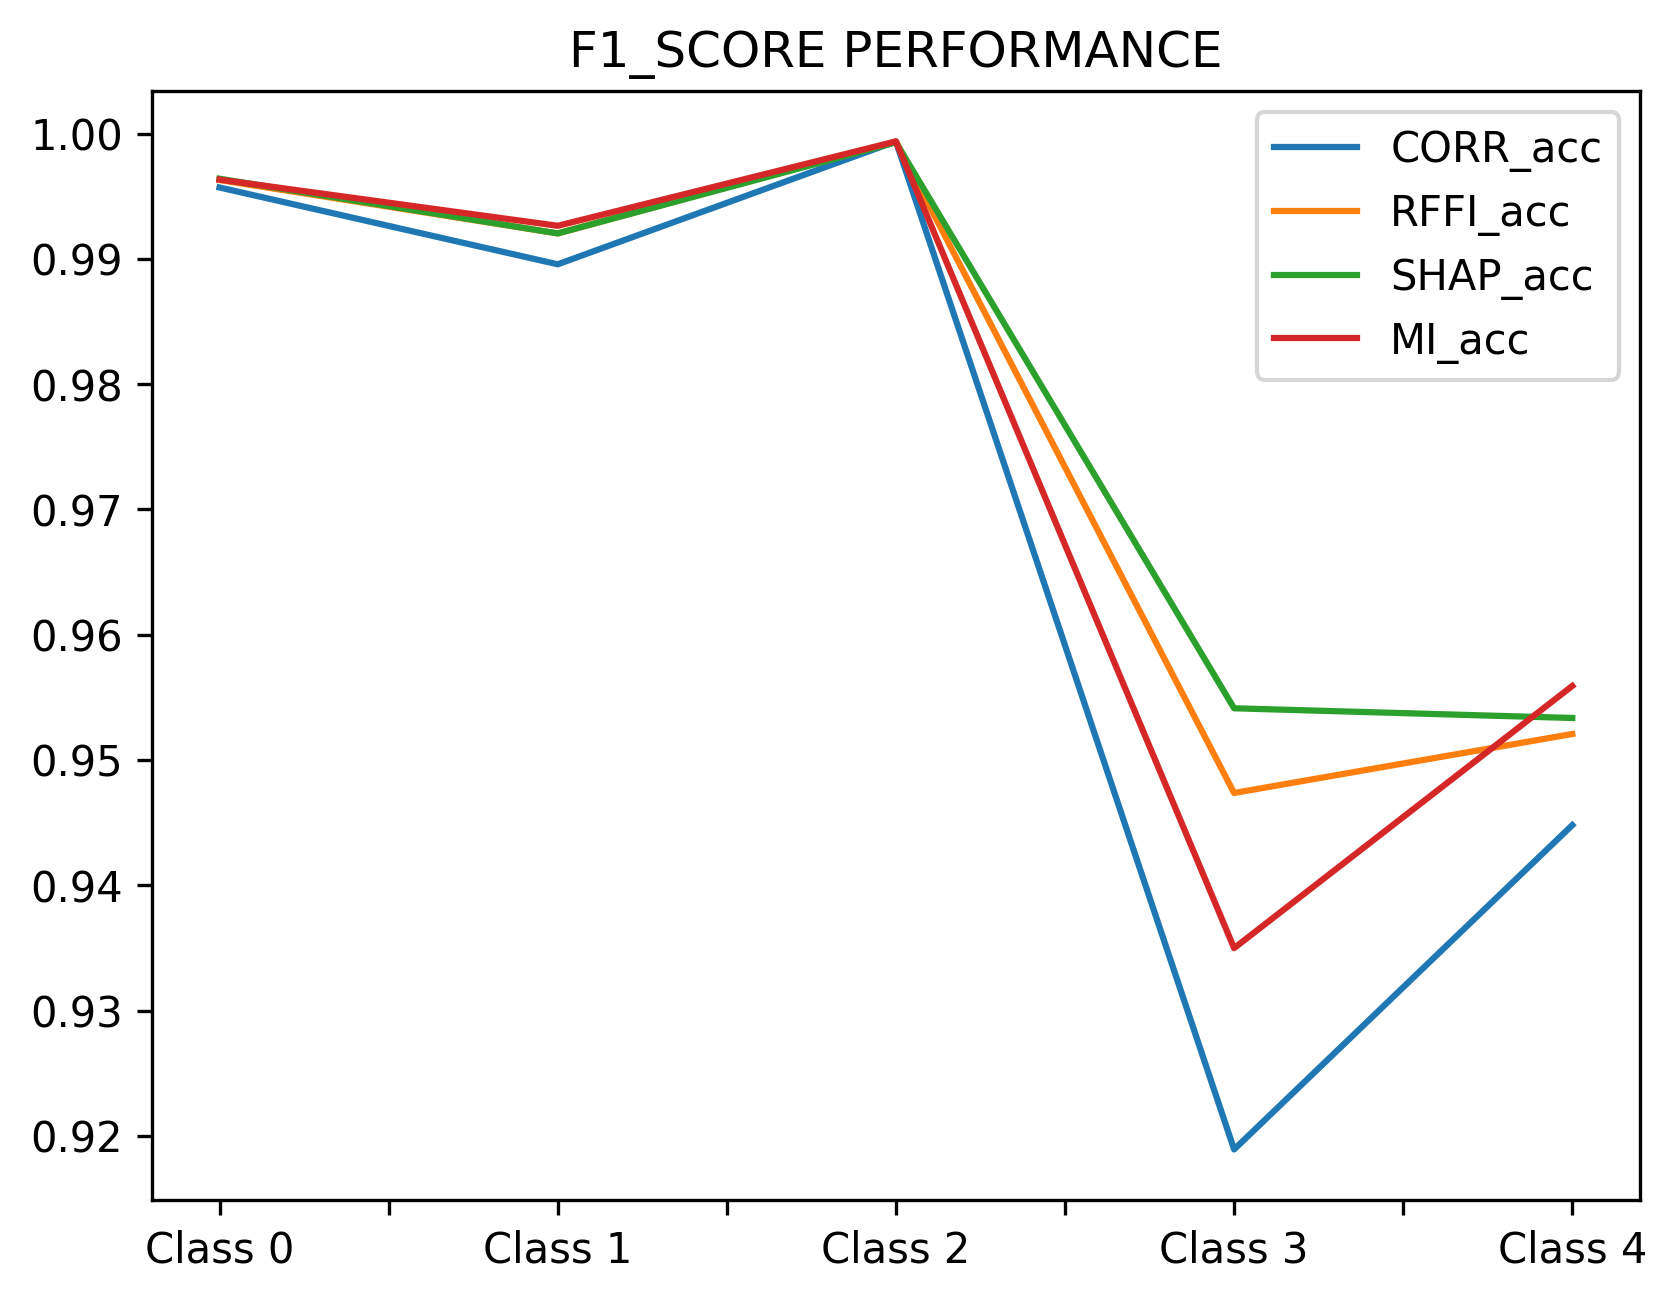 F1_SCORE PERFORMANCE
CORR_acc
RFFI_acc
SHAP_acc
MI_acc
1.00
0.99
0.98
0.97
0.96
0.95
0.94
0.93
0.92
Class 0 Class 1 Class 2 Class 3 Class 4